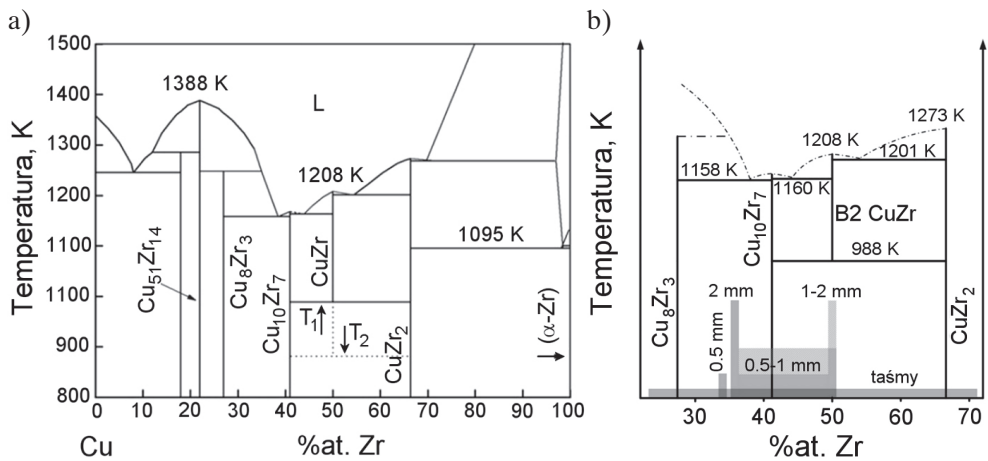 a)
b)
1500
1400
1300
1200
1100
1000
900
800
Temperatura, K
1388 K
L
1208 K
1095 K
Cu51Zr14
Cu8Zr3
Cu10Zr7
CuZr
CuZr2
T1
T2
(α-Zr)
0 10 20 30 40 50 60 70 80 90 100
Cu
%at. Zr
Temperatura, K
1273 K
1208 K
1201 K
1158 K
1160 K
Cu10Zr7
B2 CuZr
988 K
Cu8Zr3
CuZr2
2 mm
1-2 mm
0.5 mm
0.5-1 mm
taśmy
30 40 50 60 70
%at. Zr